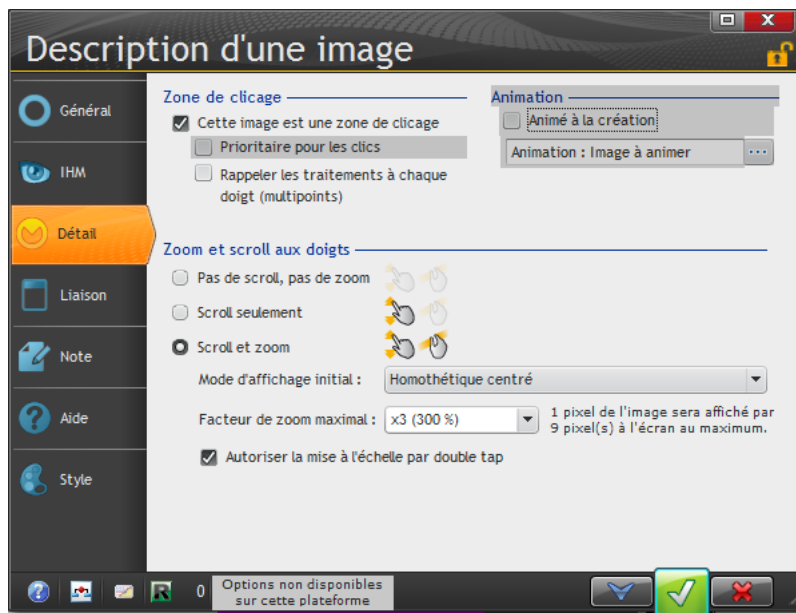 Description d'une image
Général
IHM
Détail
Liaison
Note
Aide
Style
Zone de clicage
Cette image est une zone de clicage
Prioritaire pour les clics
Rappeler les traitements à chaque
doigt (multipoints)
Animation
Animé à la création
Animation : Image à animer
...
Zoom et scroll aux doigts
Pas de scroll, pas de zoom
Scroll seulement
Scroll et zoom
Mode d'affichage initial :
Homothétique centré
Facteur de zoom maximal :
x3 (300 %)
1 pixel de l'image sera affiché par
9 pixel(s) à l'écran au maximum.
Autoriser la mise à l'échelle par double tap
0
Options non disponibles
sur cette plateforme